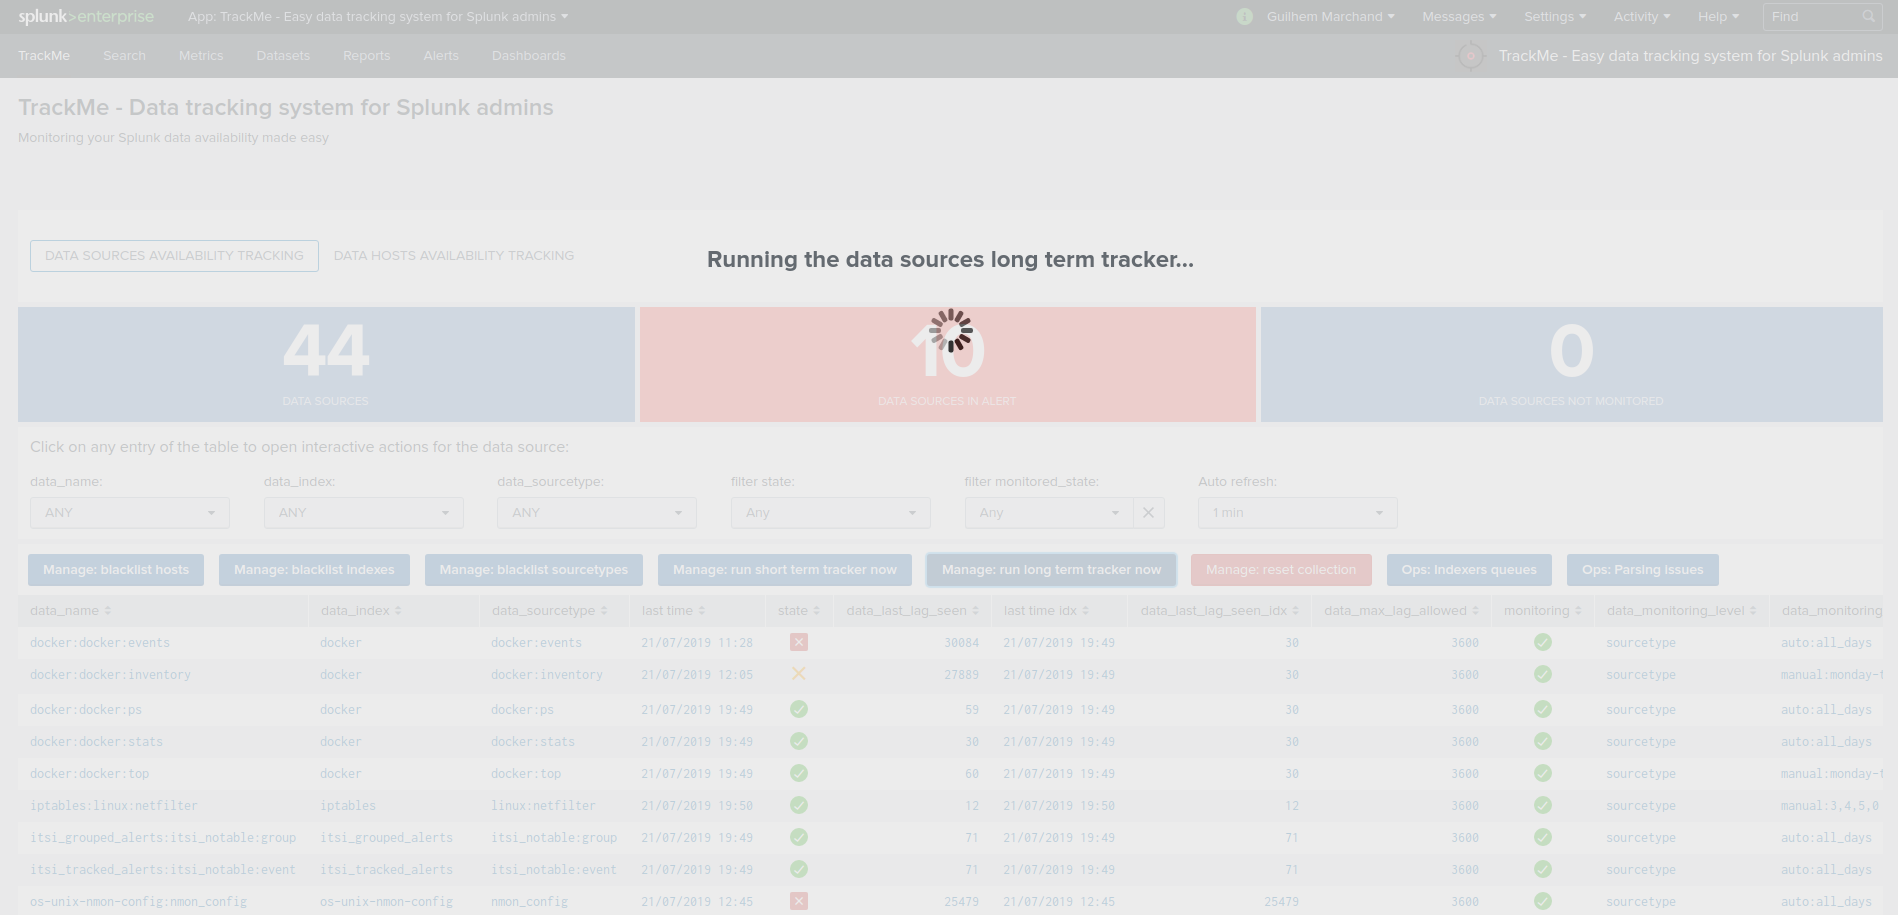 splunk>enterprise App: TrackMe - Easy data tracking system for Splunk admins Guilhem Marchand Messages Settings Activity Help Find
TrackMe Search Metrics Datasets Reports Alerts Dashboards TrackMe - Easy data tracking system for Splunk admins
TrackMe - Data tracking system for Splunk admins
Monitoring your Splunk data availability made easy
DATA SOURCES AVAILABILITY TRACKING DATA HOSTS AVAILABILITY TRACKING
Running the data sources long term tracker...
44 10 0
DATA SOURCES DATA SOURCES IN ALERT DATA SOURCES NOT MONITORED
Click on any entry of the table to open interactive actions for the data source:
data_name: data_index: data_sourcetype: filter state: filter monitored_state: Auto refresh:
ANY ANY ANY Any Any 1 min
Manage: blacklist hosts Manage: blacklist indexes Manage: blacklist sourcetypes Manage: run short term tracker now Manage: run long term tracker now Manage: reset collection Ops: Indexers queues Ops: Parsing issues
data_name data_index data_sourcetype last time state data_last_lag_seen last time idx data_last_lag_seen_idx data_max_lag_allowed monitoring data_monitoring_level data_monitoring
docker:docker:events docker docker:events 21/07/2019 11:28 30084 21/07/2019 19:49 30 3600 sourcetype auto:all_days
docker:docker:inventory docker docker:inventory 21/07/2019 12:05 27889 21/07/2019 19:49 30 3600 sourcetype manual:monday-f
docker:docker:ps docker docker:ps 21/07/2019 19:49 59 21/07/2019 19:49 30 3600 sourcetype auto:all_days
docker:docker:stats docker docker:stats 21/07/2019 19:49 30 21/07/2019 19:49 30 3600 sourcetype auto:all_days
docker:docker:top docker docker:top 21/07/2019 19:49 60 21/07/2019 19:49 30 3600 sourcetype manual:monday-f
iptables:linux:netfilter iptables linux:netfilter 21/07/2019 19:50 12 21/07/2019 19:50 12 3600 sourcetype manual:3,4,5,0
itsi_grouped_alerts:itsi_notable:group itsi_grouped_alerts itsi_notable:group 21/07/2019 19:49 71 21/07/2019 19:49 71 3600 sourcetype auto:all_days
itsi_tracked_alerts:itsi_notable:event itsi_tracked_alerts itsi_notable:event 21/07/2019 19:49 71 21/07/2019 19:49 71 3600 sourcetype auto:all_days
os-unix-nmon-config:nmon_config os-unix-nmon-config nmon_config 21/07/2019 12:45 25479 21/07/2019 12:45 25479 3600 sourcetype auto:all_days